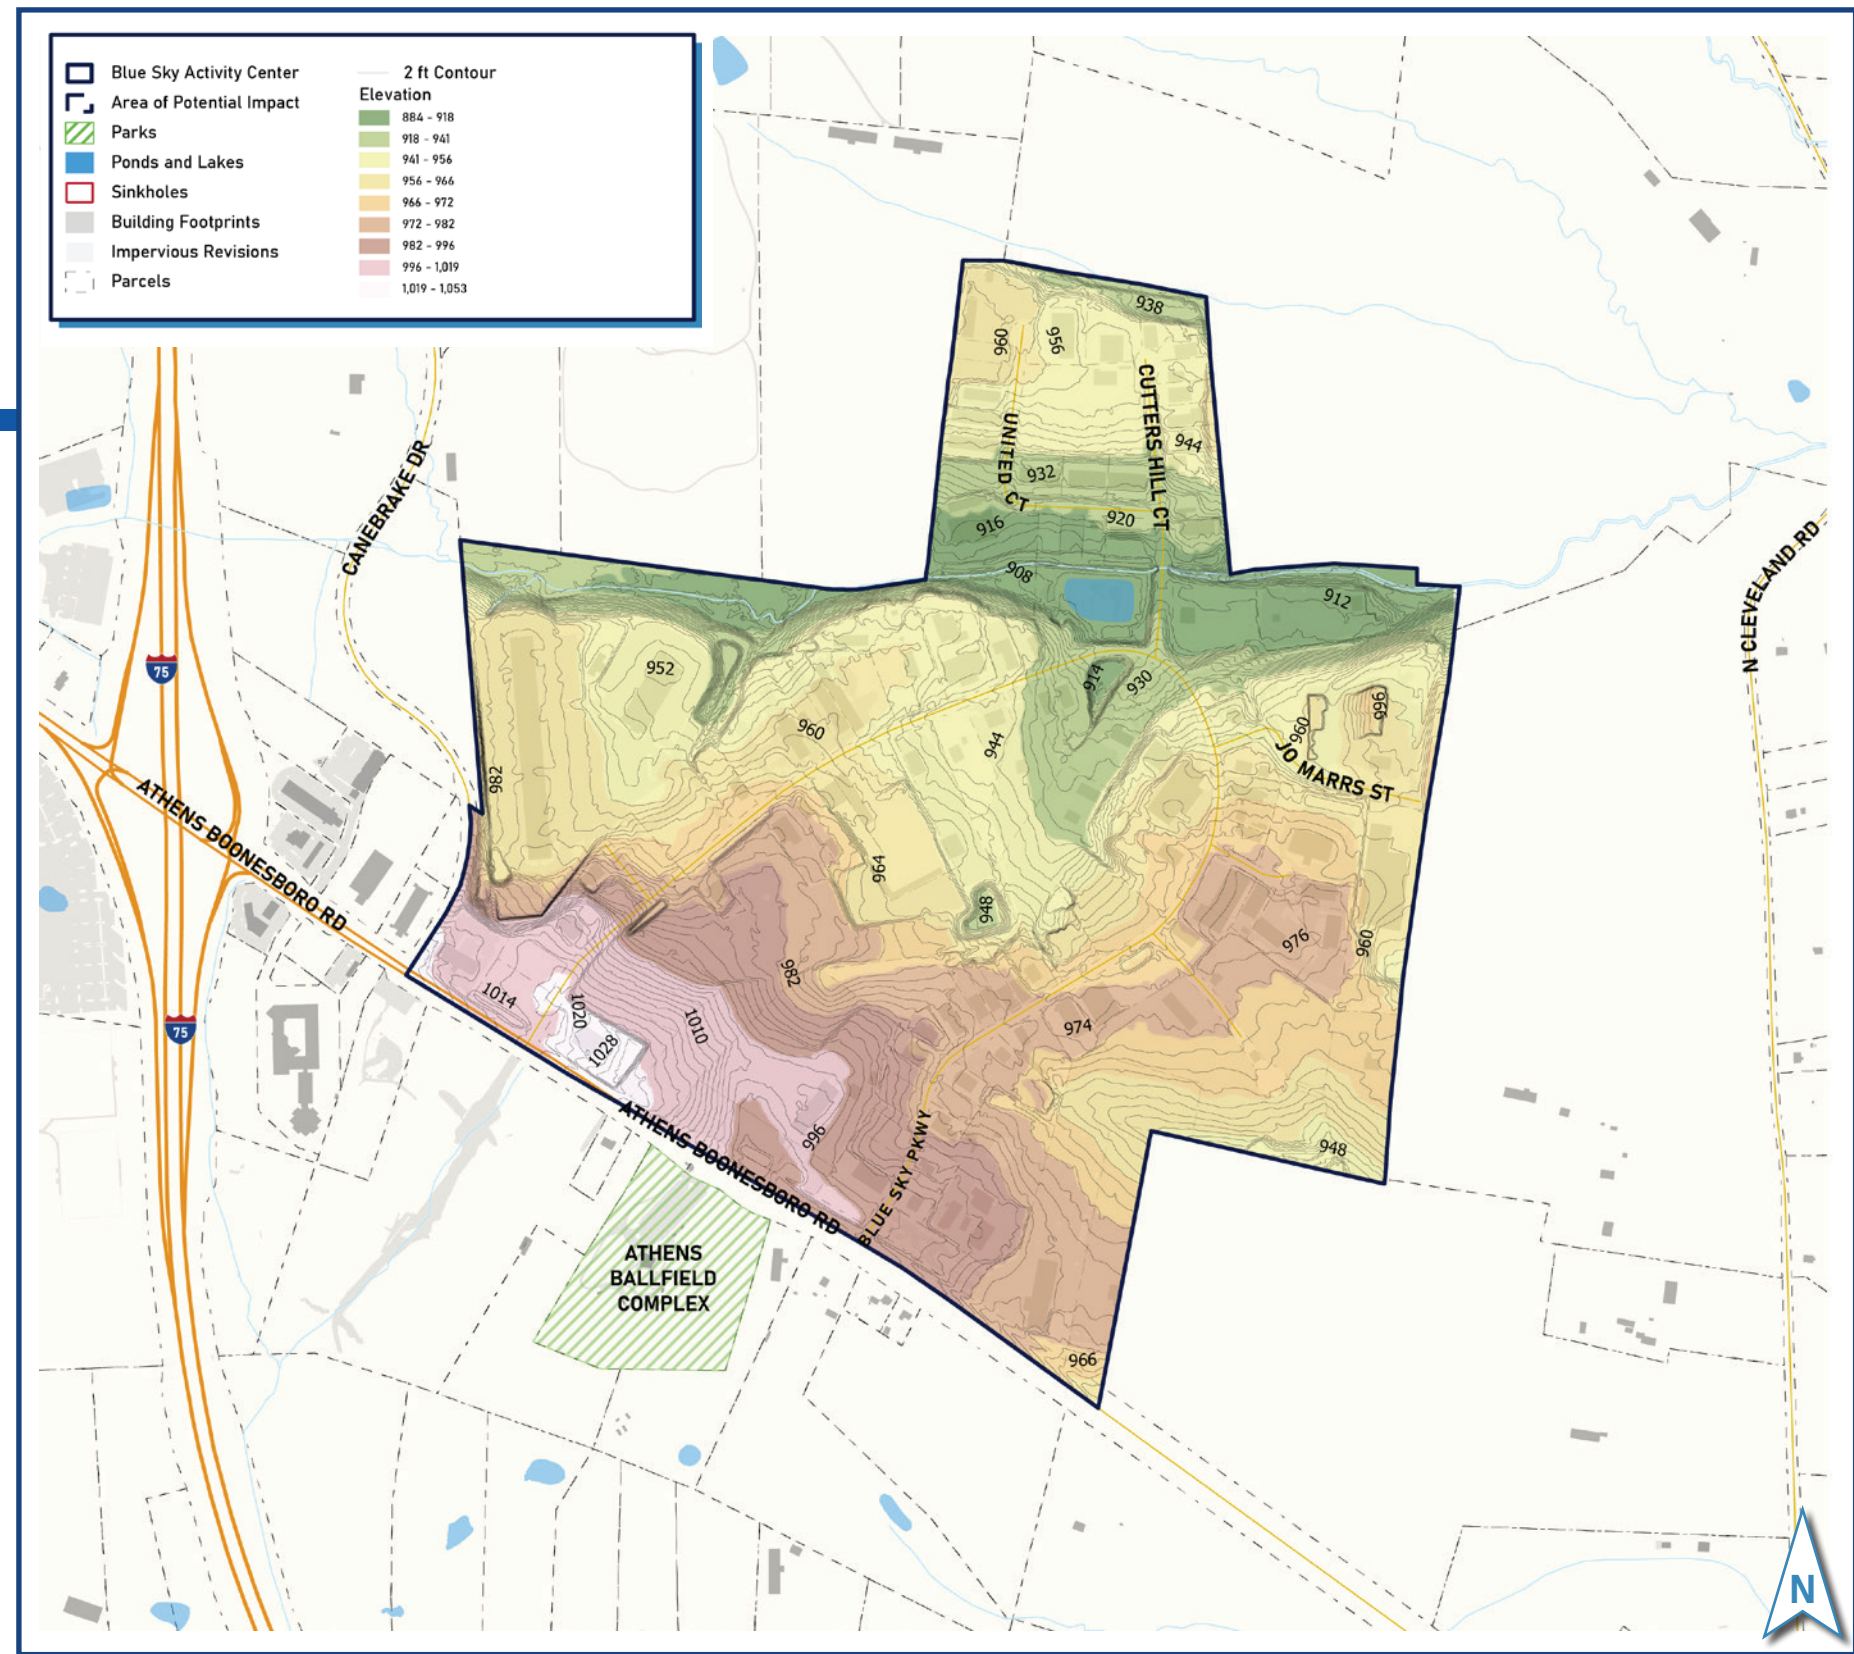 Blue Sky Activity Center
Area of Potential Impact
Parks
Ponds and Lakes
Sinkholes
Building Footprints
Impervious Revisions
Parcels
2 ft Contour
Elevation
884 - 918
918 - 941
941 - 956
956 - 966
966 - 972
972 - 982
982 - 996
996 - 1,019
1,019 - 1,053
938
960
956
CUTTERS HILL CT
UNITED CT
944
932
920
916
908
912
CANEBRAKE DR
N CLEVELAND RD
75
952
914
930
960
944
960
996
JO MARRS ST
982
ATHENS BOONESBORO RD
964
948
976
960
982
1014
1020
1010
1028
974
75
ATHENS BOONESBORO RD
996
BLUE SKY PKWY
948
ATHENS
BALLFIELD
COMPLEX
966
N